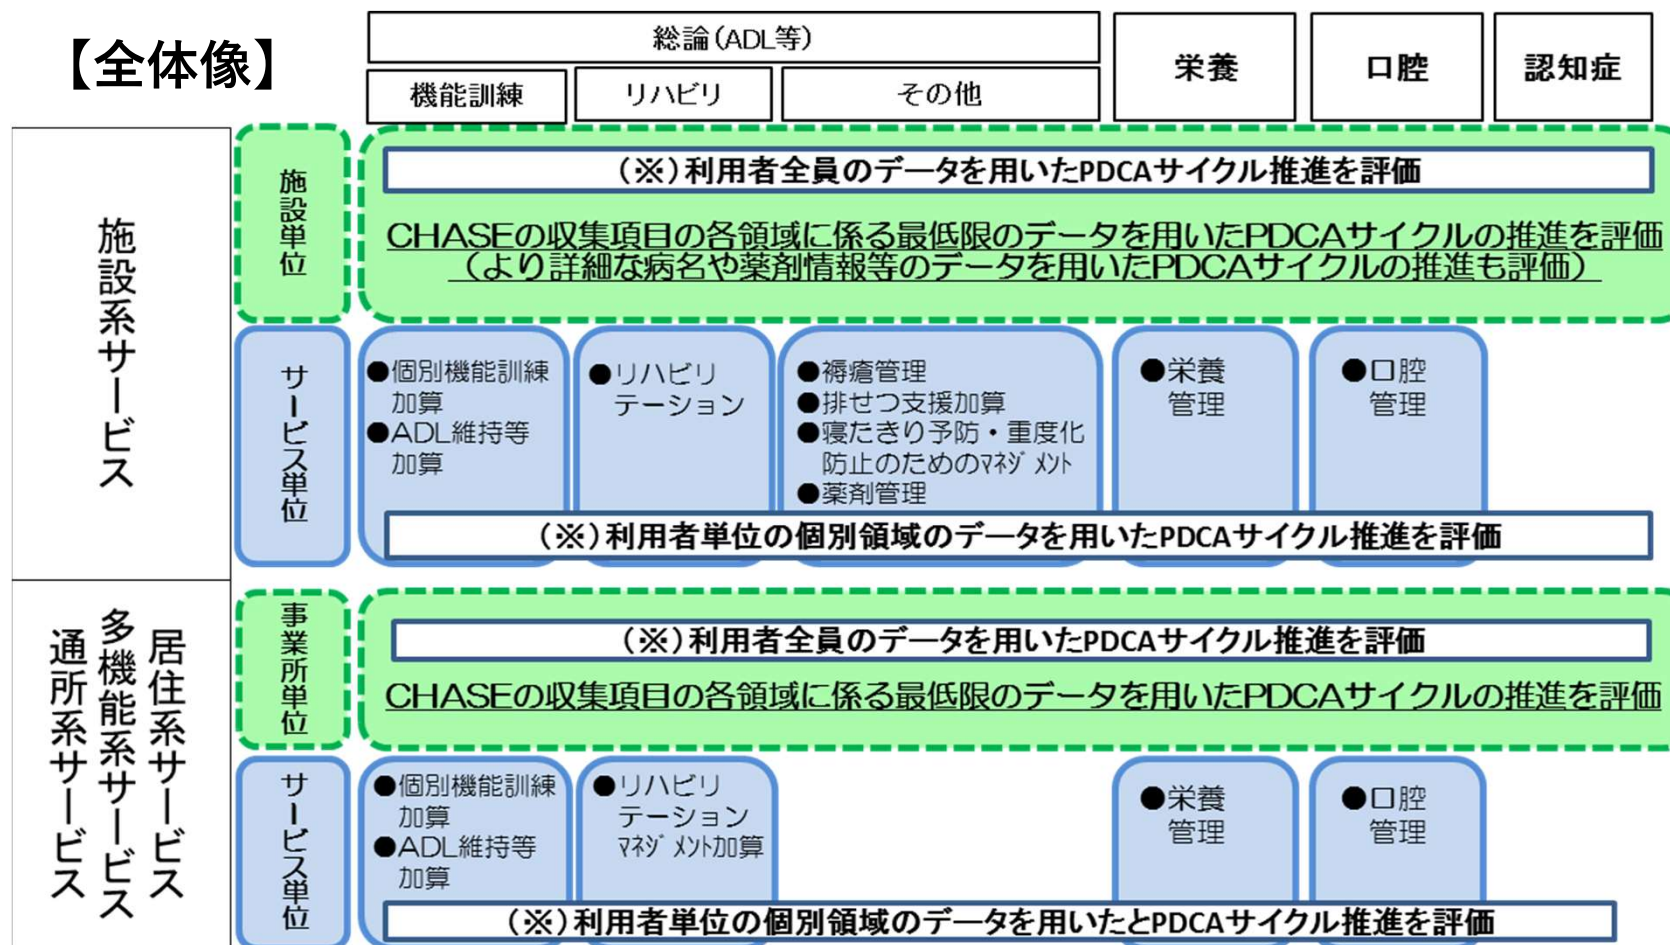 【全体像】
総論(ADL等)
機能訓練
リハビリ
その他
栄養
口腔
認知症
施設系サービス
施設単位
(※)利用者全員のデータを用いたPDCAサイクル推進を評価
CHASEの収集項目の各領域に係る最低限のデータを用いたPDCAサイクルの推進を評価
(より詳細な病名や薬剤情報等のデータを用いたPDCAサイクルの推進も評価)
サービス単位
●個別機能訓練
加算
●ADL維持等
加算
●リハビリ
テーション
●褥瘡管理
●排せつ支援加算
●寝たきり予防・重度化
防止のためのマネジメント
●薬剤管理
●栄養
管理
●口腔
管理
(※)利用者単位の個別領域のデータを用いたPDCAサイクル推進を評価
居住系サービス
多機能系サービス
通所系サービス
事業所単位
(※)利用者全員のデータを用いたPDCAサイクル推進を評価
CHASEの収集項目の各領域に係る最低限のデータを用いたPDCAサイクルの推進を評価
サービス単位
●個別機能訓練
加算
●ADL維持等
加算
●リハビリ
テーション
マネジメント加算
●栄養
管理
●口腔
管理
(※)利用者単位の個別領域のデータを用いたとPDCAサイクル推進を評価